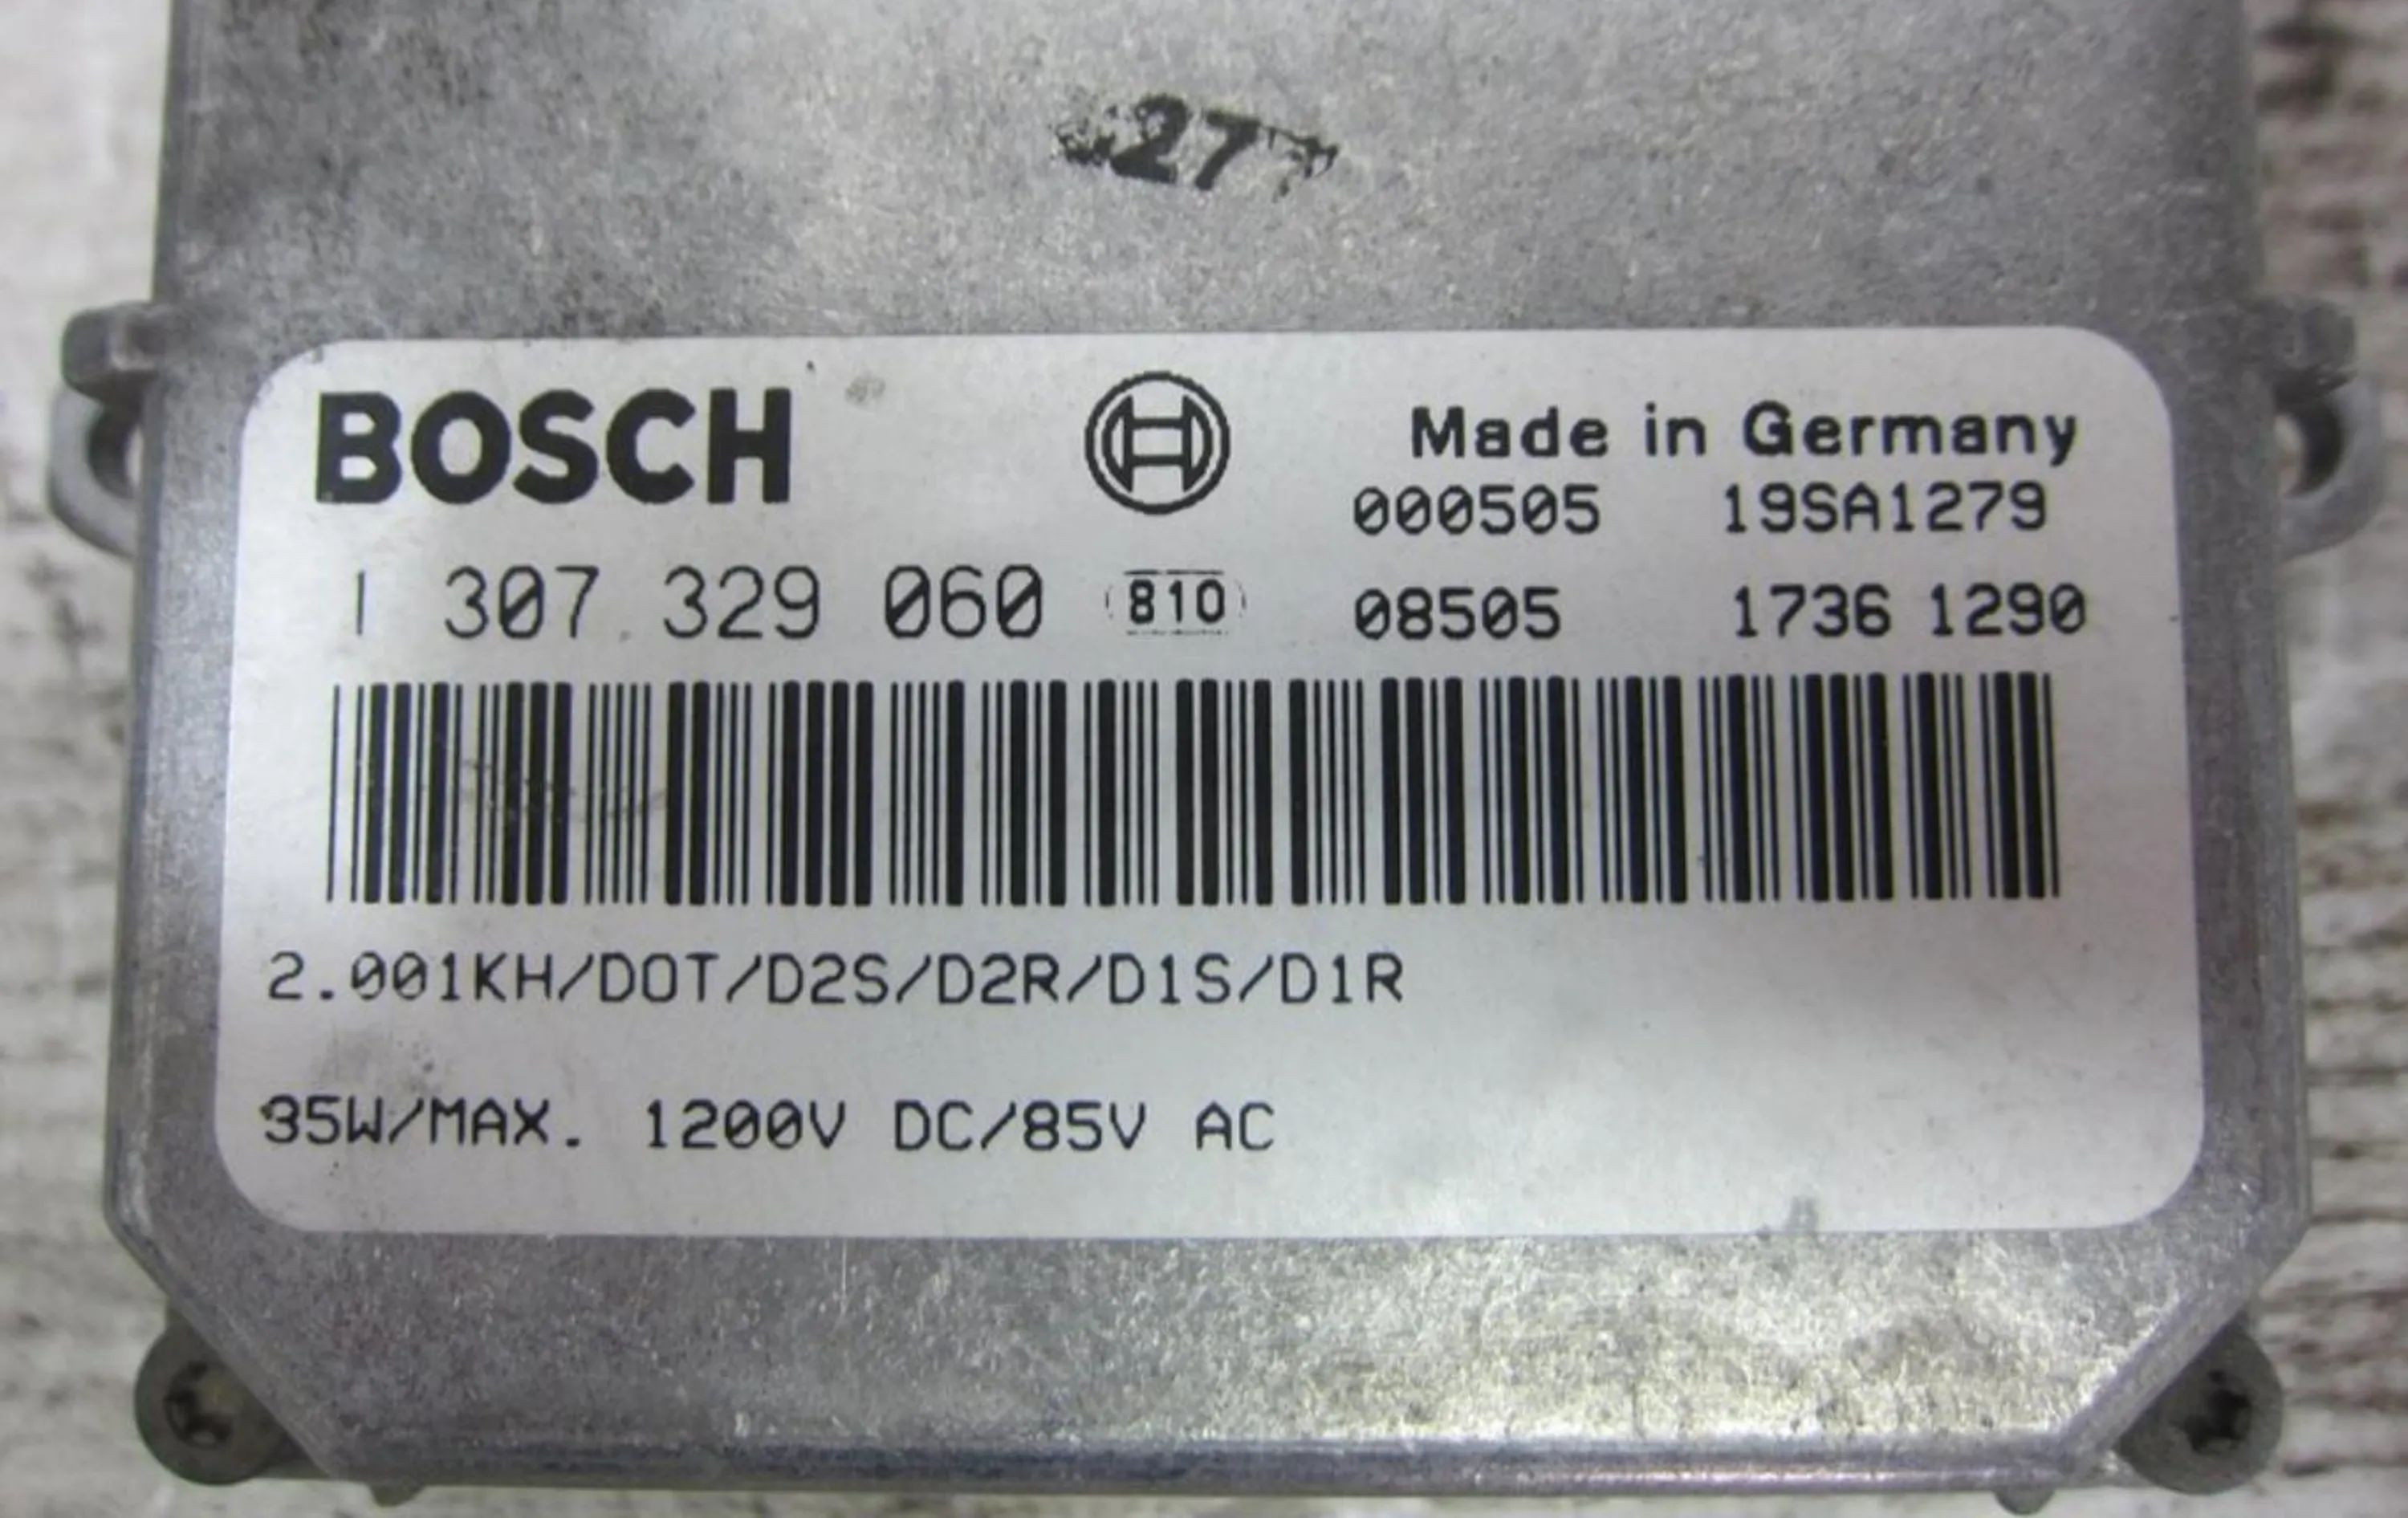 27
BOSCH
Made in Germany
000505 19SA1279
1 307 329 060 810 08505 1736 1290
2.001KH/DOT/D2S/D2R/D1S/D1R
35W/MAX. 1200V DC/85V AC